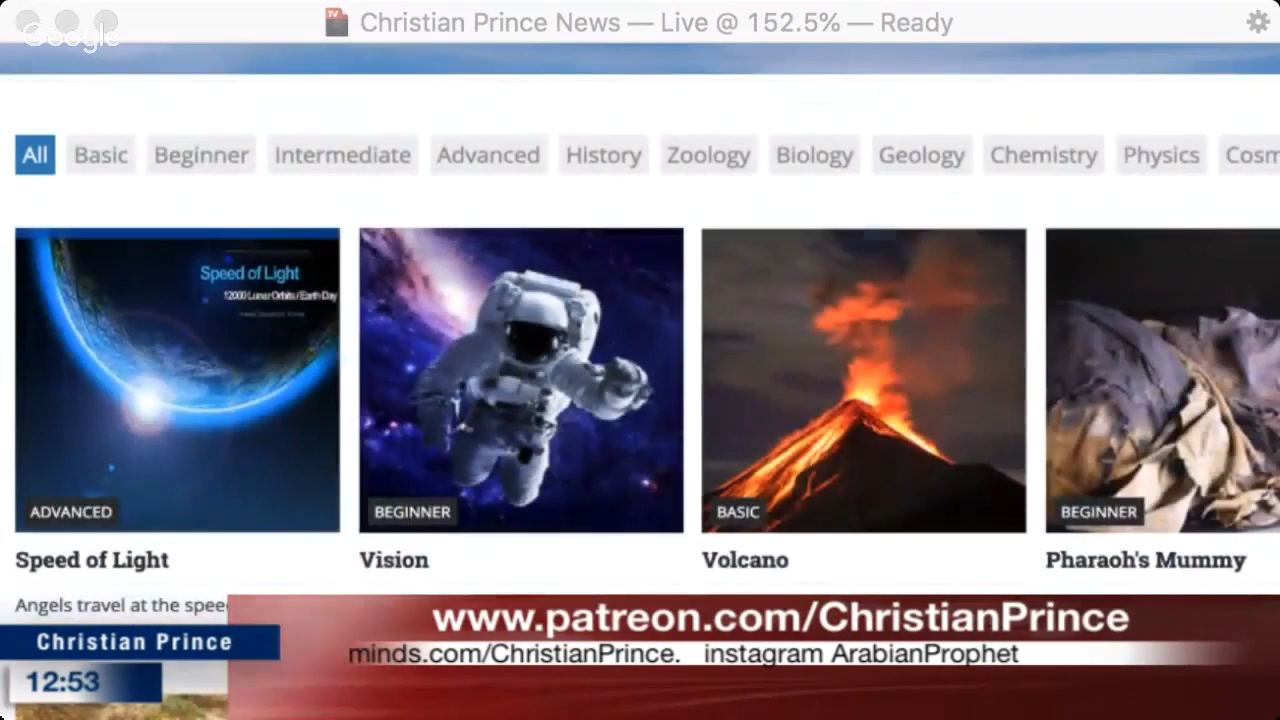 Christian Prince News — Live @ 152.5% — Ready
Google
All Basic Beginner Intermediate Advanced History Zoology Biology Geology Chemistry Physics Cosm
Speed of Light
12000 Lunar Orbits / Earth Day
ADVANCED
BEGINNER
BASIC
BEGINNER
Speed of Light
Vision
Volcano
Pharaoh's Mummy
Angels travel at the spee
www.patreon.com/ChristianPrince
Christian Prince
minds.com/ChristianPrince. instagram ArabianProphet
12:53